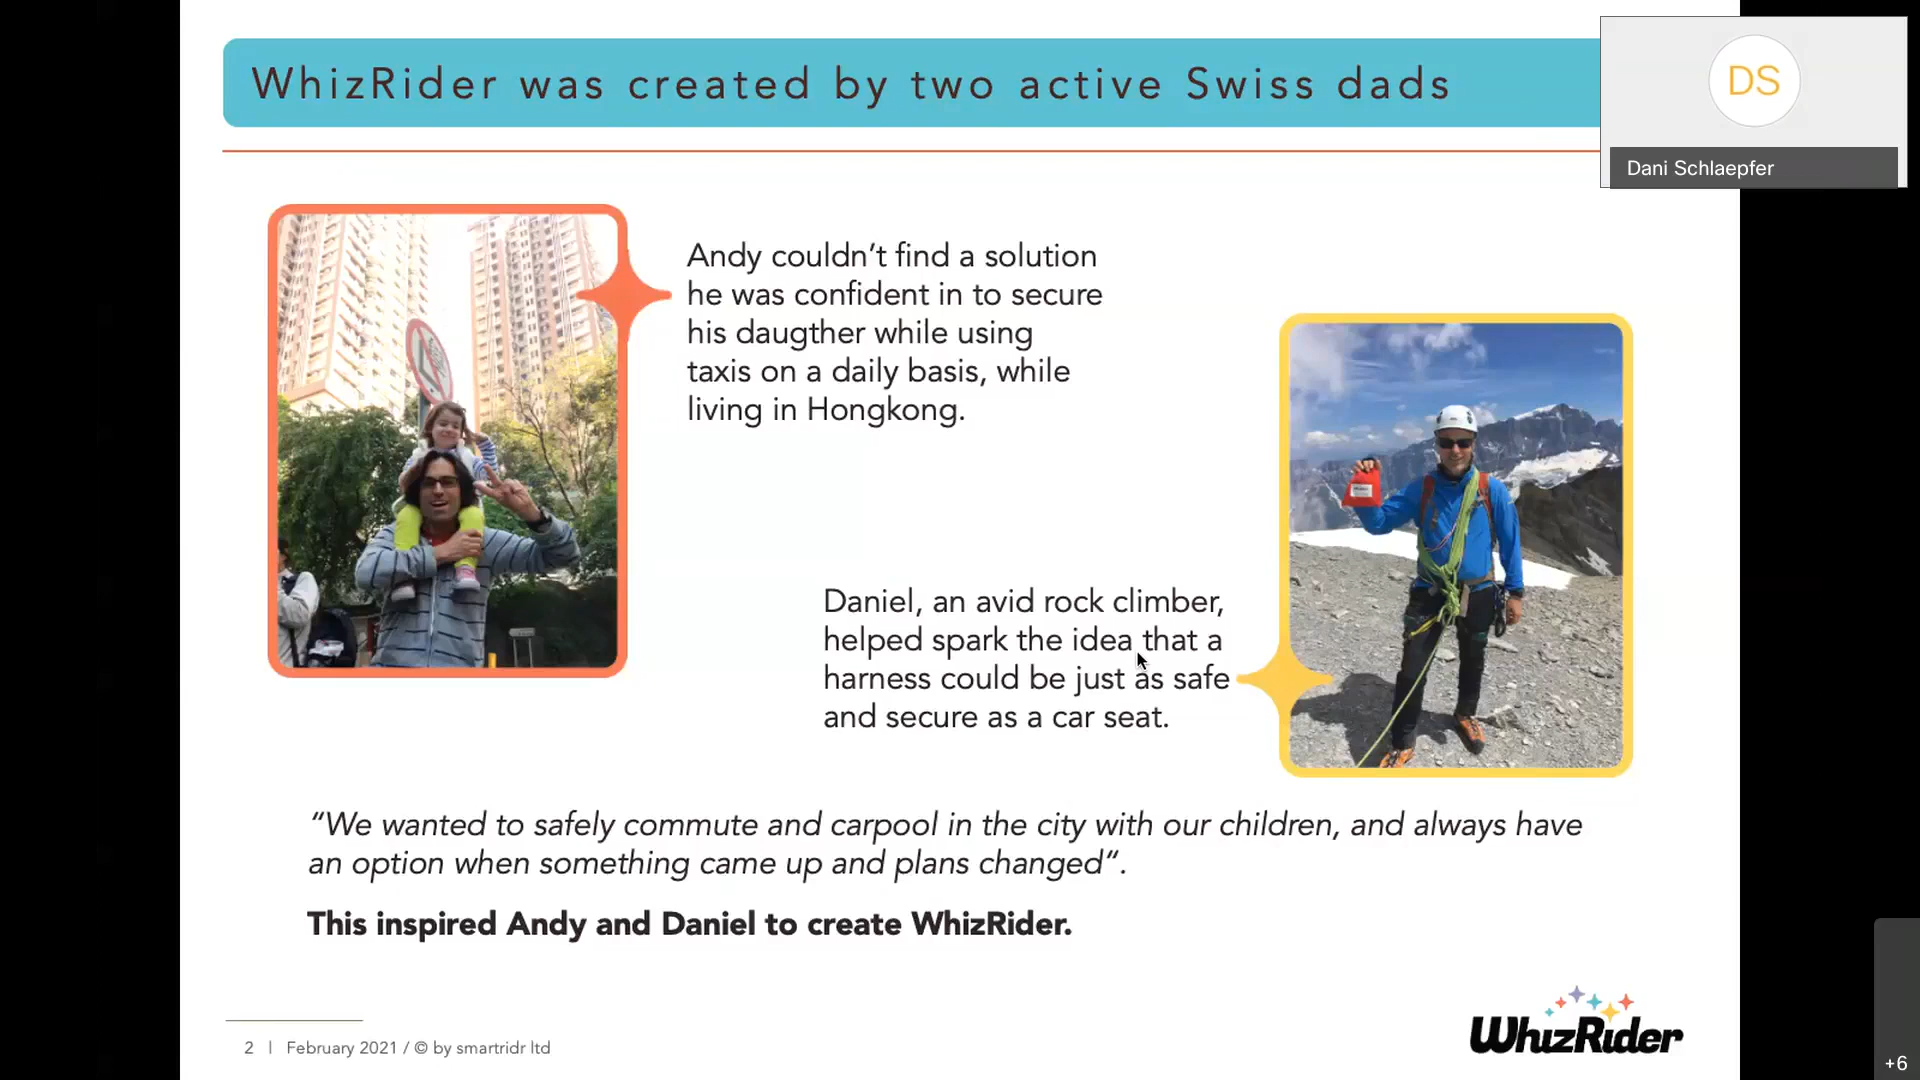 WhizRider was created by two active Swiss dads
DS
Dani Schlaepfer
Andy couldn’t find a solution
he was confident in to secure
his daugther while using
taxis on a daily basis, while
living in Hongkong.
Daniel, an avid rock climber,
helped spark the idea that a
harness could be just as safe
and secure as a car seat.
“We wanted to safely commute and carpool in the city with our children, and always have
an option when something came up and plans changed“.
This inspired Andy and Daniel to create WhizRider.
2 | February 2021 / © by smartridr ltd
WhizRider
+6